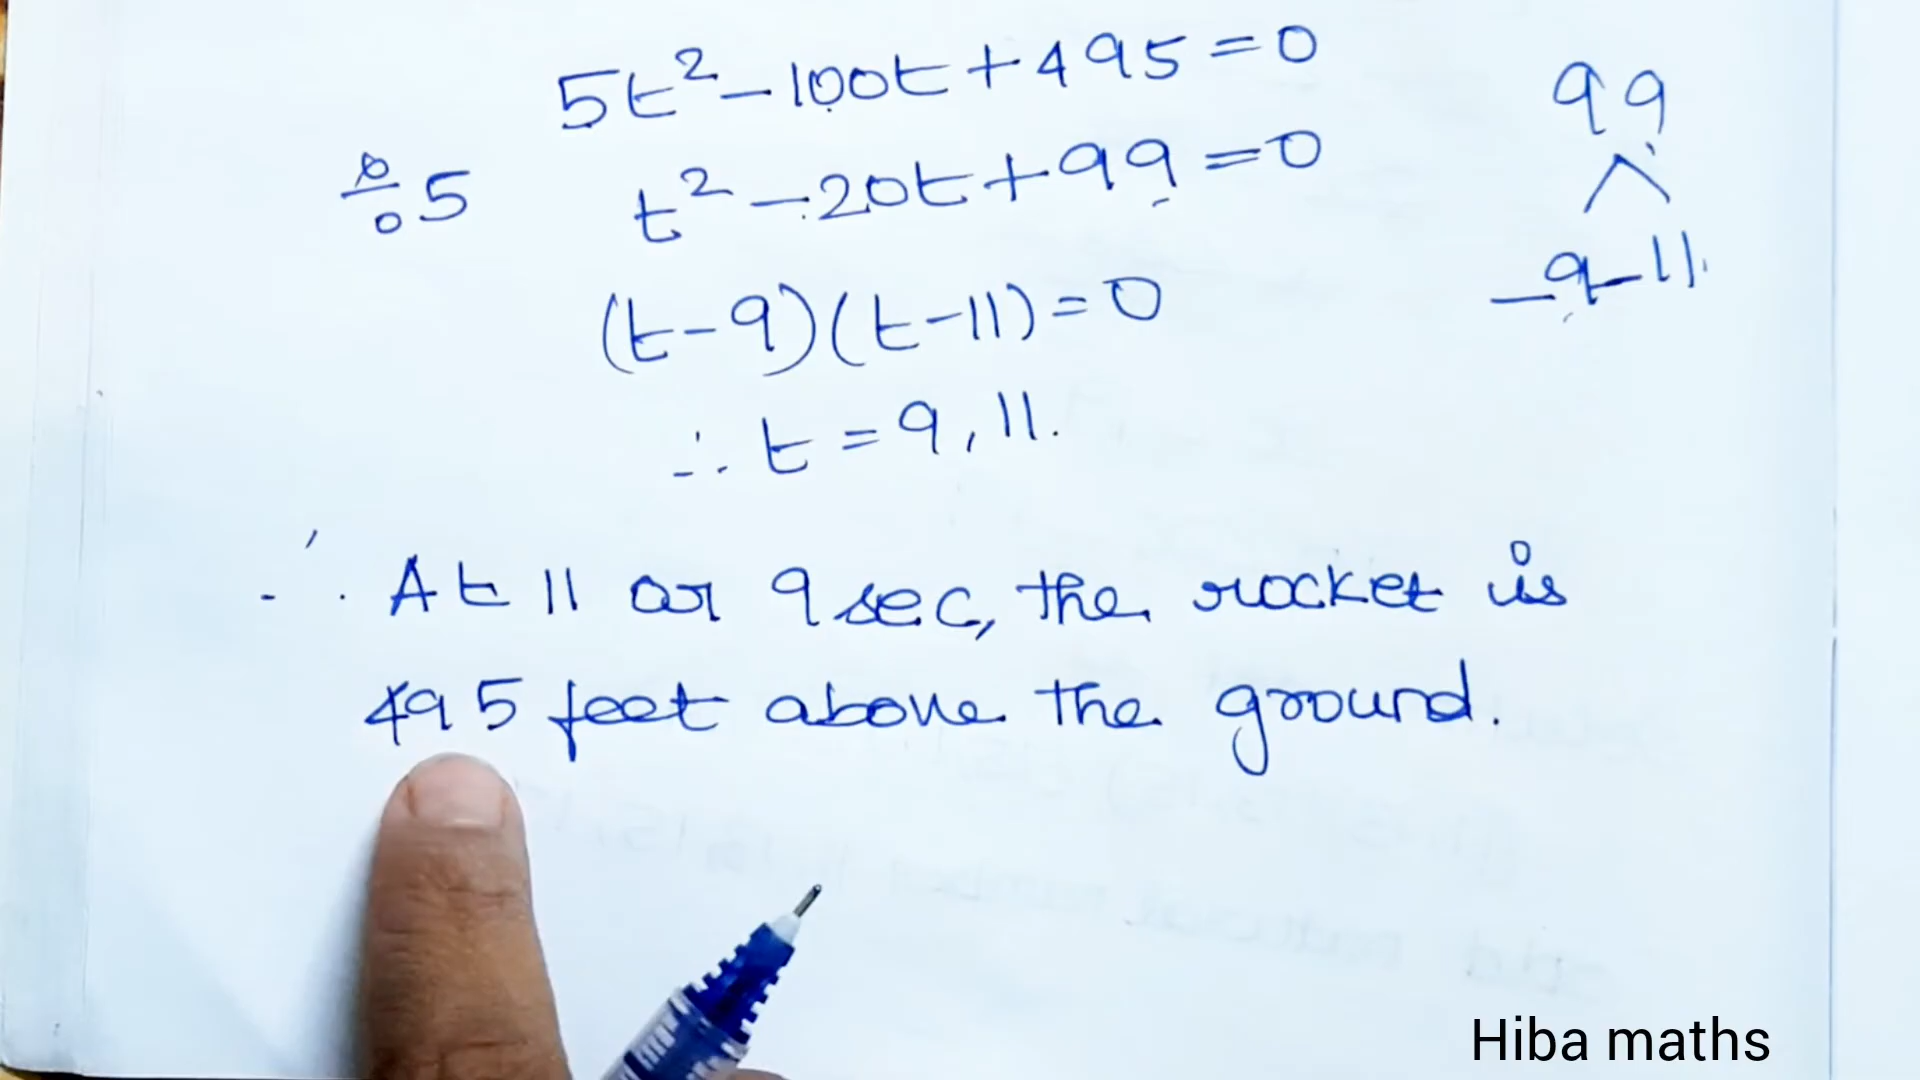 5t² - 100t + 495 = 0
÷5 t² - 20t + 99 = 0
(t - 9)(t - 11) = 0
∴ t = 9, 11.
99
-9 -11
∴ At 11 or 9 sec, the rocket is
495 feet above the ground.
Hiba maths